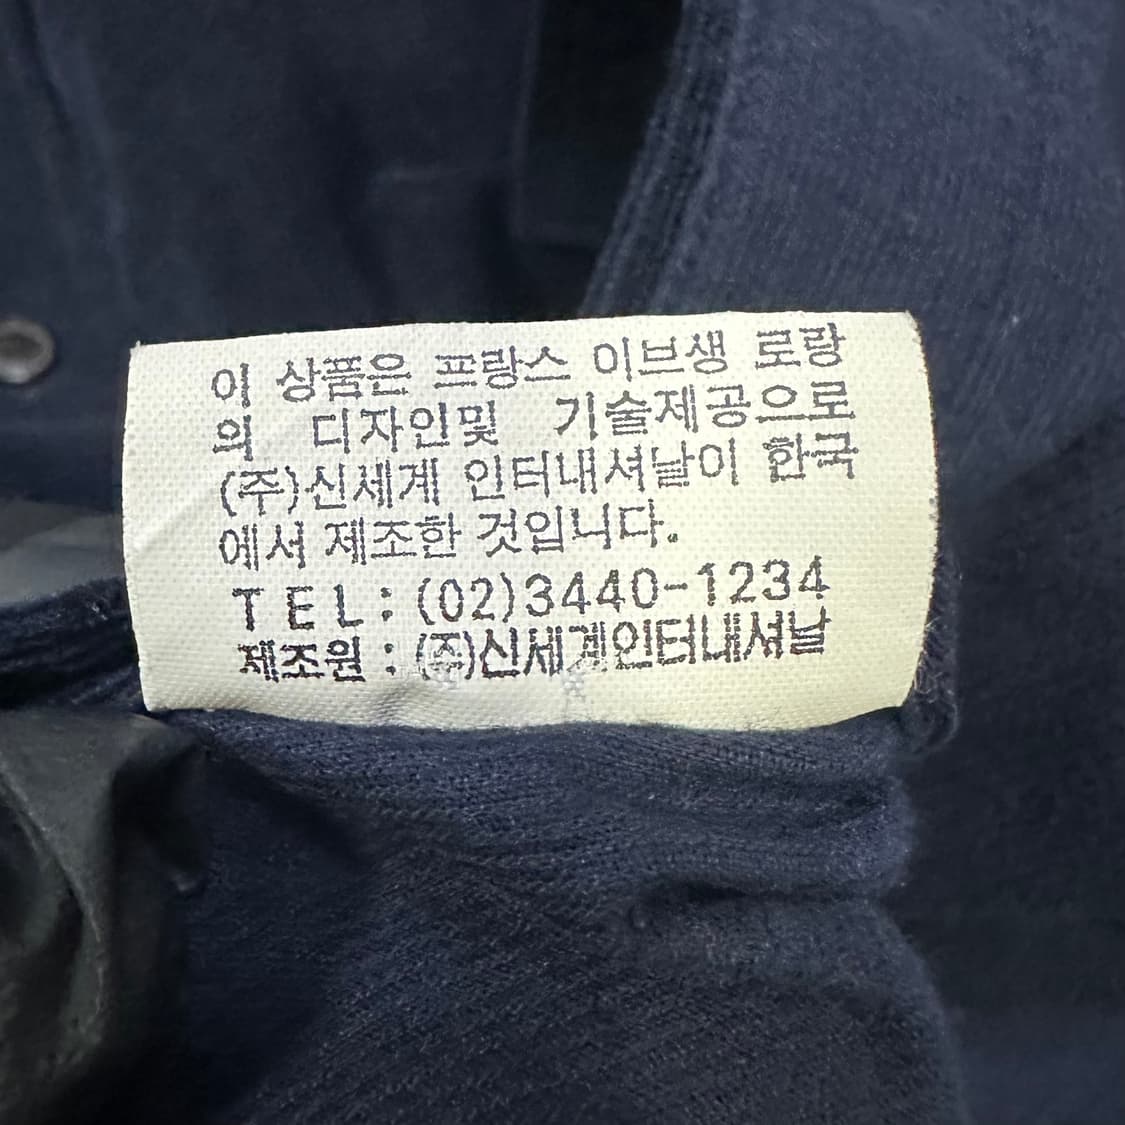 이 상품은 프랑스 이브생 로랑
의 디자인및 기술제공으로
(주)신세계 인터내셔날이 한국
에서 제조한 것입니다.
TEL:(02)3440-1234
제조원:(주)신세계인터내셔날